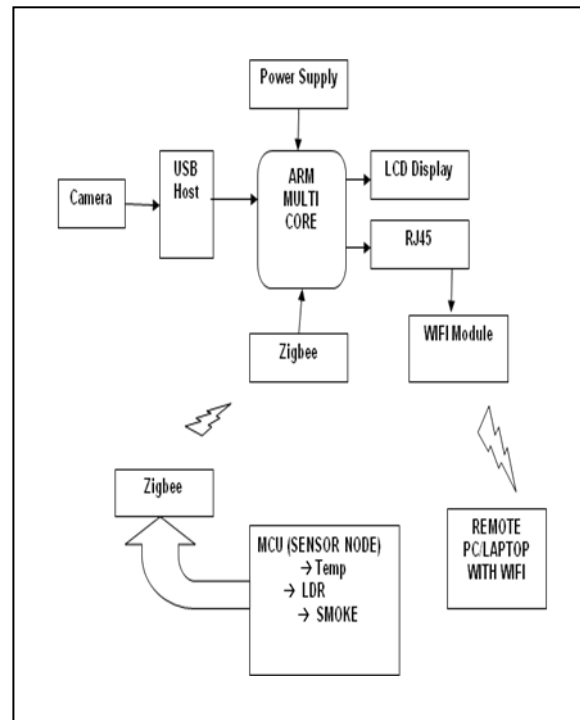 Power Supply
USB
Host
ARM
MULTI
CORE
LCD Display
Camera
RJ45
Zigbee
WIFI Module
Zigbee
MCU (SENSOR NODE)
→Temp
→ LDR
→ SMOKE
REMOTE
PC/LAPTOP
WITH WIFI